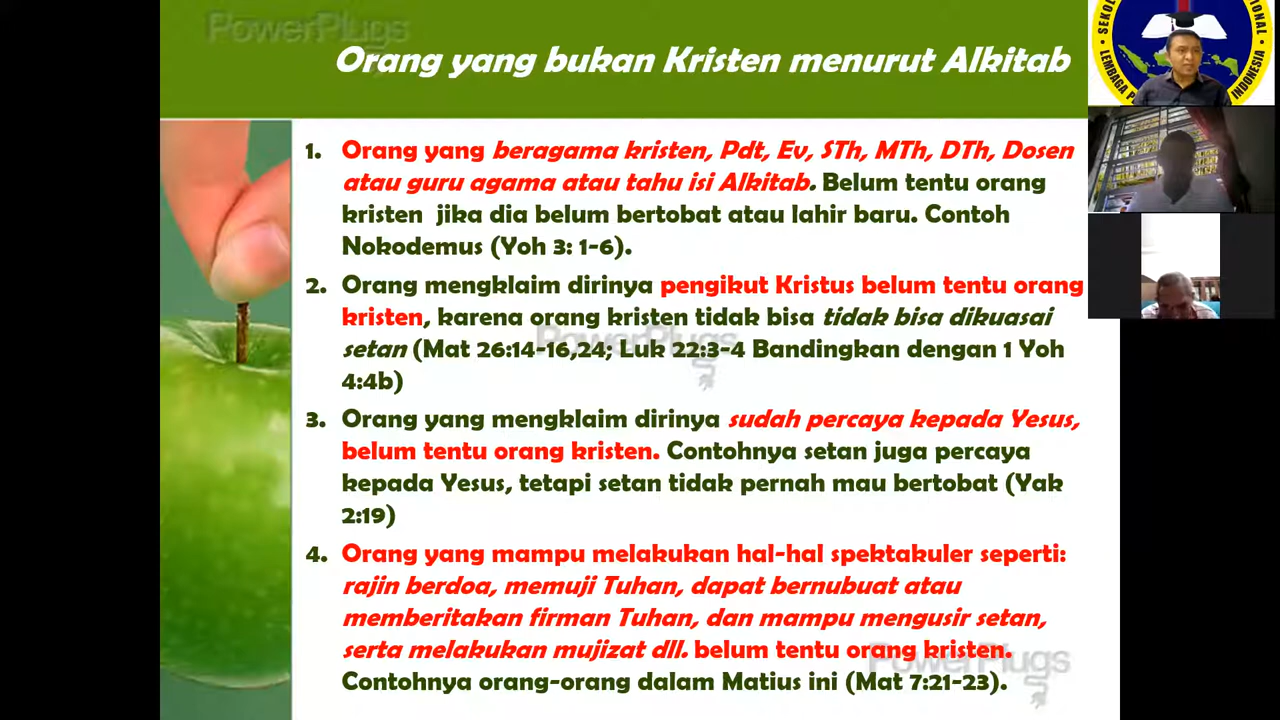 PowerPlugs
Orang yang bukan Kristen menurut Alkitab
1. Orang yang beragama kristen, Pdt, Ev, STh, MTh, DTh, Dosen
atau guru agama atau tahu isi Alkitab. Belum tentu orang
kristen jika dia belum bertobat atau lahir baru. Contoh
Nokodemus (Yoh 3: 1-6).
2. Orang mengklaim dirinya pengikut Kristus belum tentu orang
kristen, karena orang kristen tidak bisa tidak bisa dikuasai
setan (Mat 26:14-16,24; Luk 22:3-4 Bandingkan dengan 1 Yoh
4:4b)
PowerPlugs
3. Orang yang mengklaim dirinya sudah percaya kepada Yesus,
belum tentu orang kristen. Contohnya setan juga percaya
kepada Yesus, tetapi setan tidak pernah mau bertobat (Yak
2:19)
4. Orang yang mampu melakukan hal-hal spektakuler seperti:
rajin berdoa, memuji Tuhan, dapat bernubuat atau
memberitakan firman Tuhan, dan mampu mengusir setan,
serta melakukan mujizat dll. belum tentu orang kristen.
Contohnya orang-orang dalam Matius ini (Mat 7:21-23).
PowerPlugs
LEMBAGA
INDONESIA